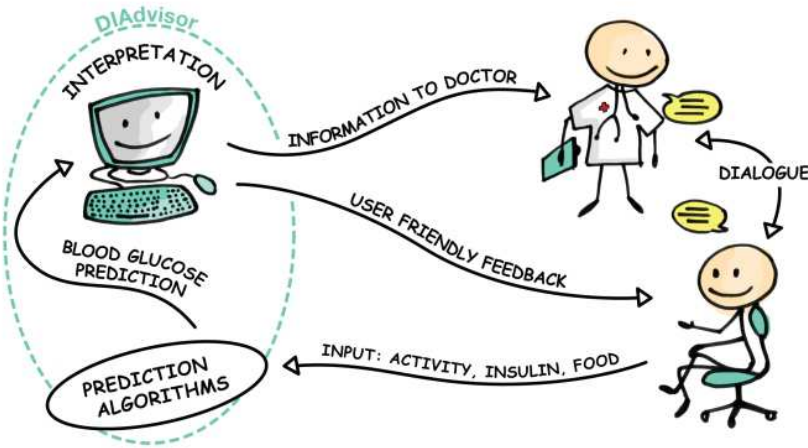 DIAdvisor
INTERPRETATION
INFORMATION TO DOCTOR
DIALOGUE
USER FRIENDLY FEEDBACK
BLOOD GLUCOSE
PREDICTION
INPUT: ACTIVITY, INSULIN, FOOD
PREDICTION
ALGORITHMS